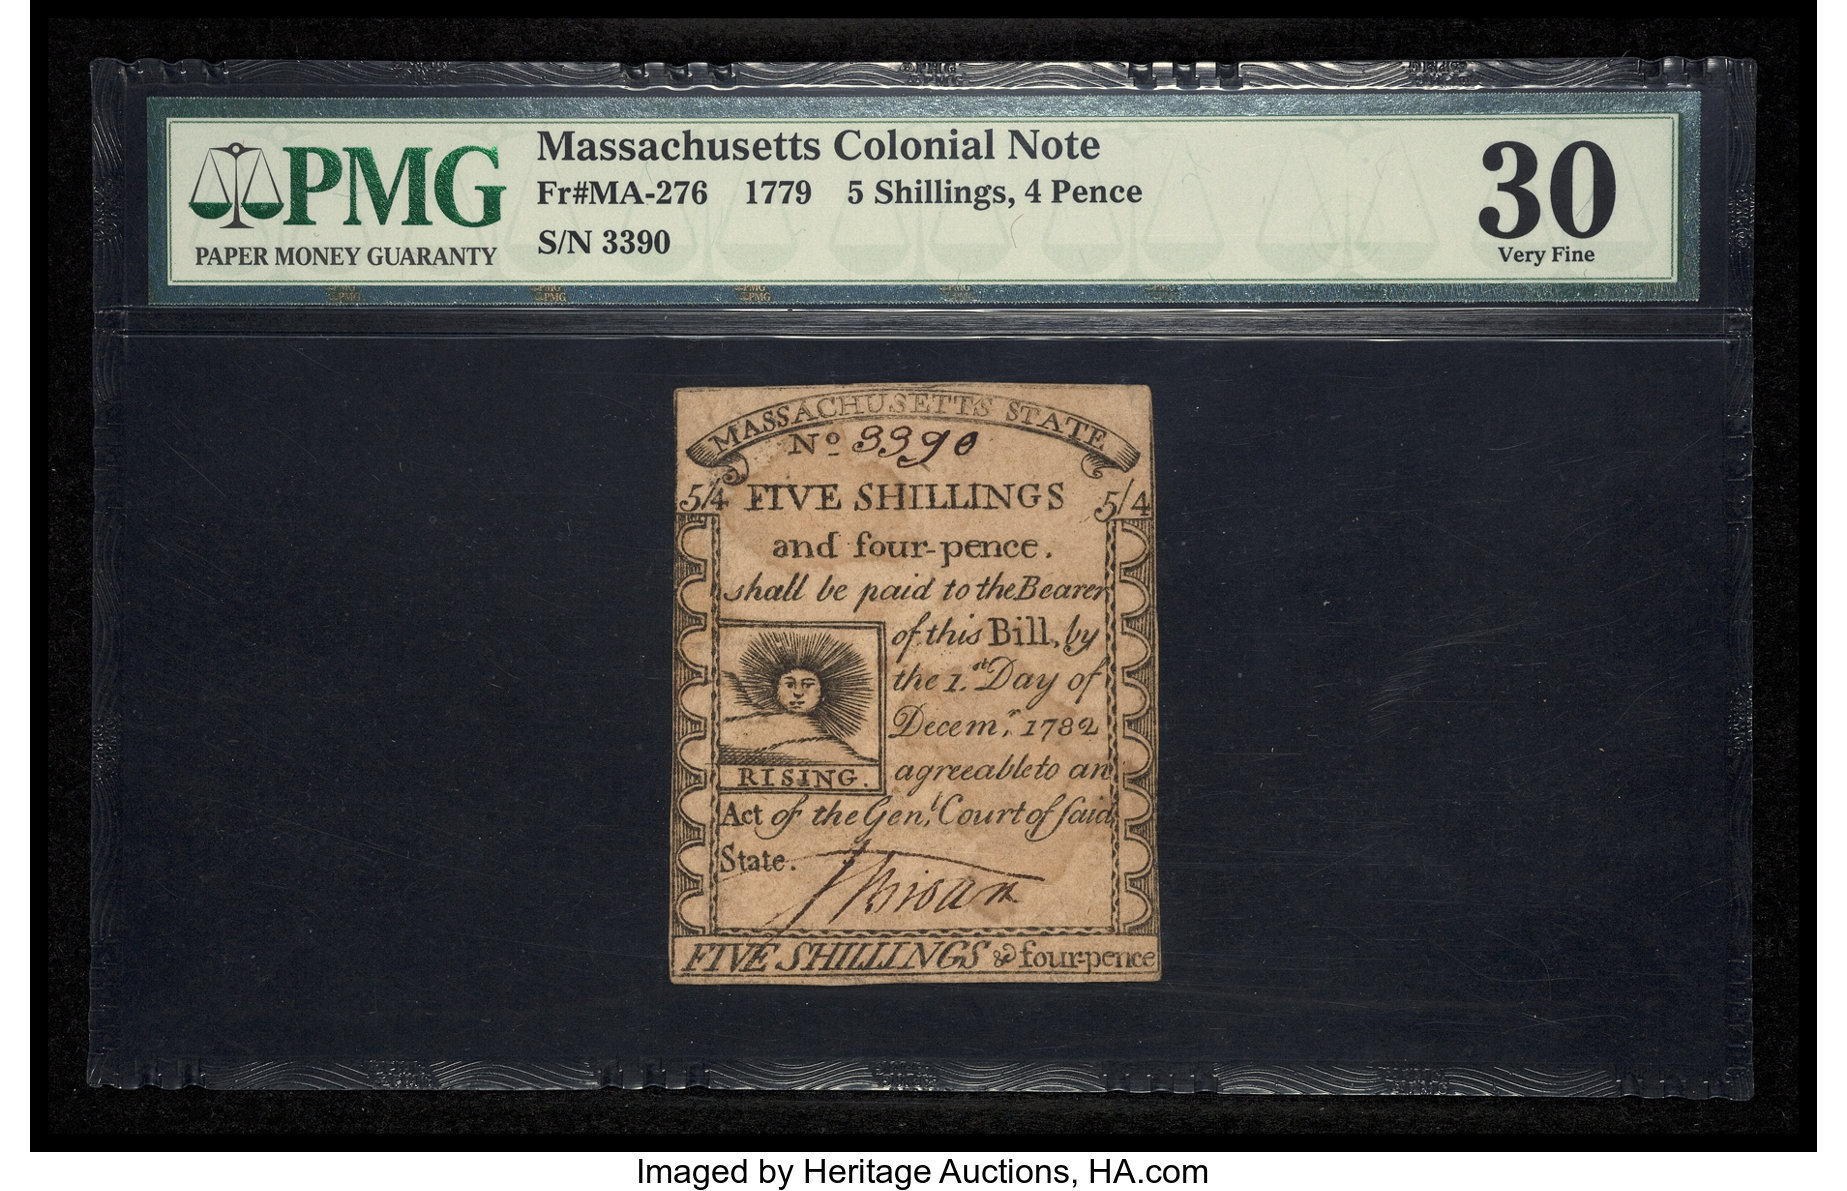 PMG
PAPER MONEY GUARANTY
Massachusetts Colonial Note
Fr#MA-276 1779 5 Shillings, 4 Pence
S/N 3390
30
Very Fine
MASSACHUSETTS STATE
No 3390
5/4 FIVE SHILLINGS 5/4
and four-pence.
shall be paid to the Bearer
of this Bill, by
the 1.st Day of
Decem.r 1782
agreeable to an
RISING.
Act of the Gen.l Court of ſaid
State.
FIVE SHILLINGS & four-pence
Imaged by Heritage Auctions, HA.com